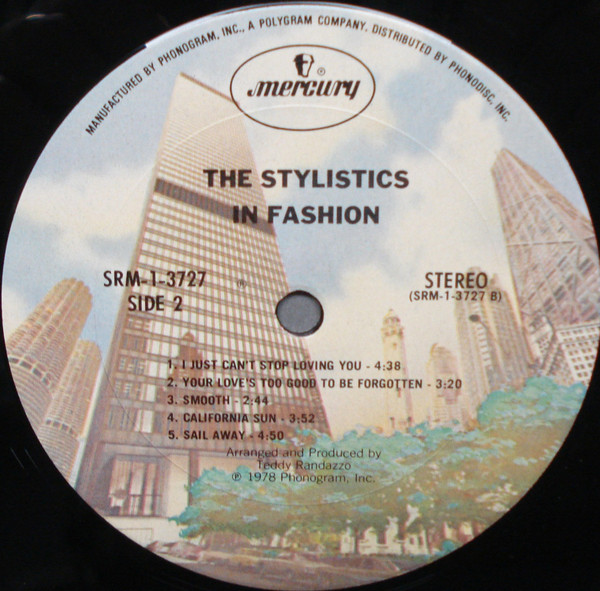 MANUFACTURED BY PHONOGRAM, INC., A POLYGRAM COMPANY. DISTRIBUTED BY PHONODISC, INC.
®
mercury
THE STYLISTICS
IN FASHION
SRM-1-3727
SIDE 2
®
STEREO
(SRM-1-3727 B)
1. I JUST CAN'T STOP LOVING YOU - 4:38
2. YOUR LOVE'S TOO GOOD TO BE FORGOTTEN - 3:20
3. SMOOTH - 2:44
4. CALIFORNIA SUN - 3:52
5. SAIL AWAY - 4:50
Arranged and Produced by
Teddy Randazzo
℗ 1978 Phonogram, Inc.